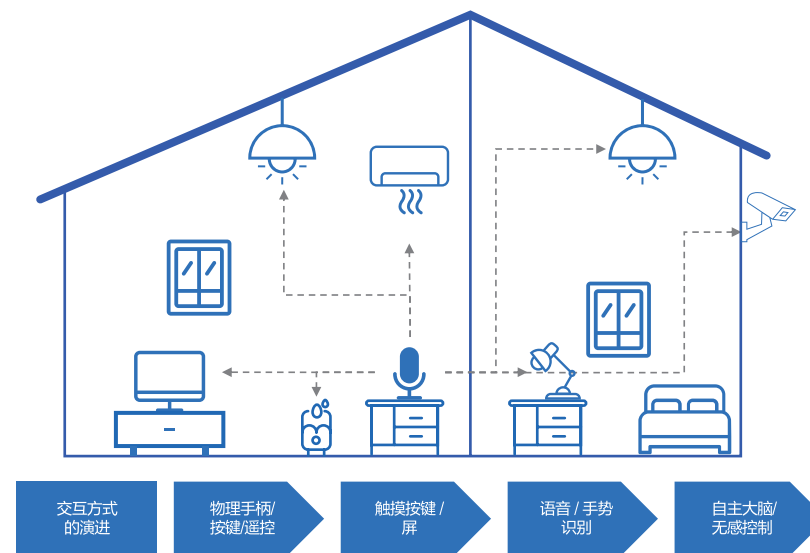 交互方式
的演进
物理手柄/
按键/遥控
触摸按键 /
屏
语音 / 手势
识别
自主大脑/
无感控制